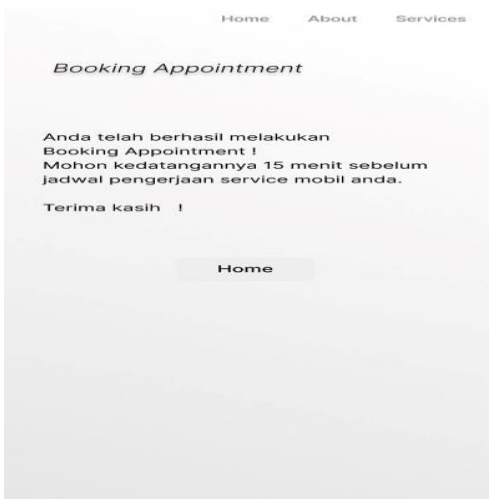 Home About Services
Booking Appointment
Anda telah berhasil melakukan
Booking Appointment !
Mohon kedatangannya 15 menit sebelum
jadwal pengerjaan service mobil anda.
Terima kasih !
Home